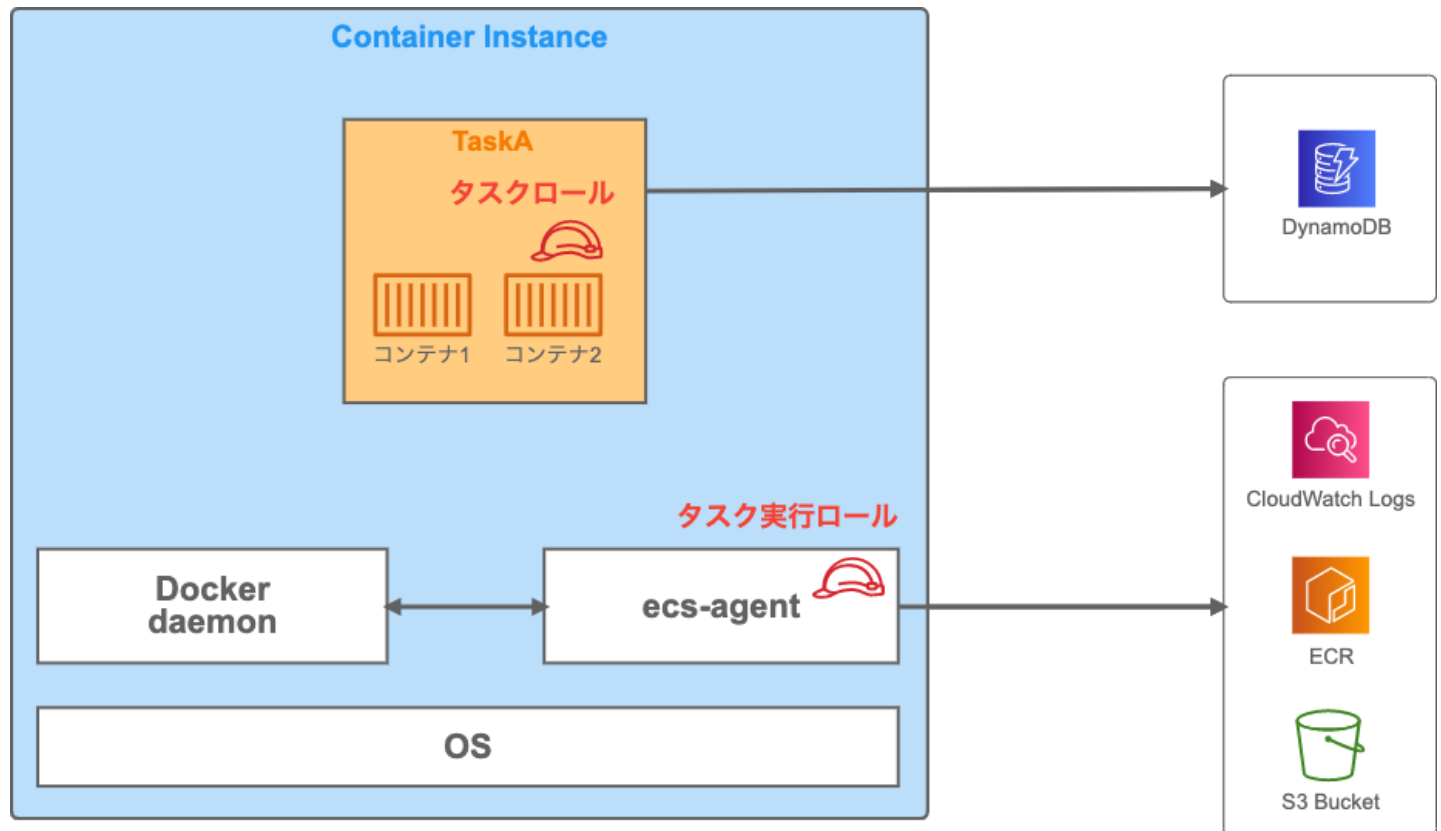 Container Instance
TaskA
タスクロール
コンテナ1
コンテナ2
DynamoDB
タスク実行ロール
Docker
daemon
ecs-agent
OS
CloudWatch Logs
ECR
S3 Bucket